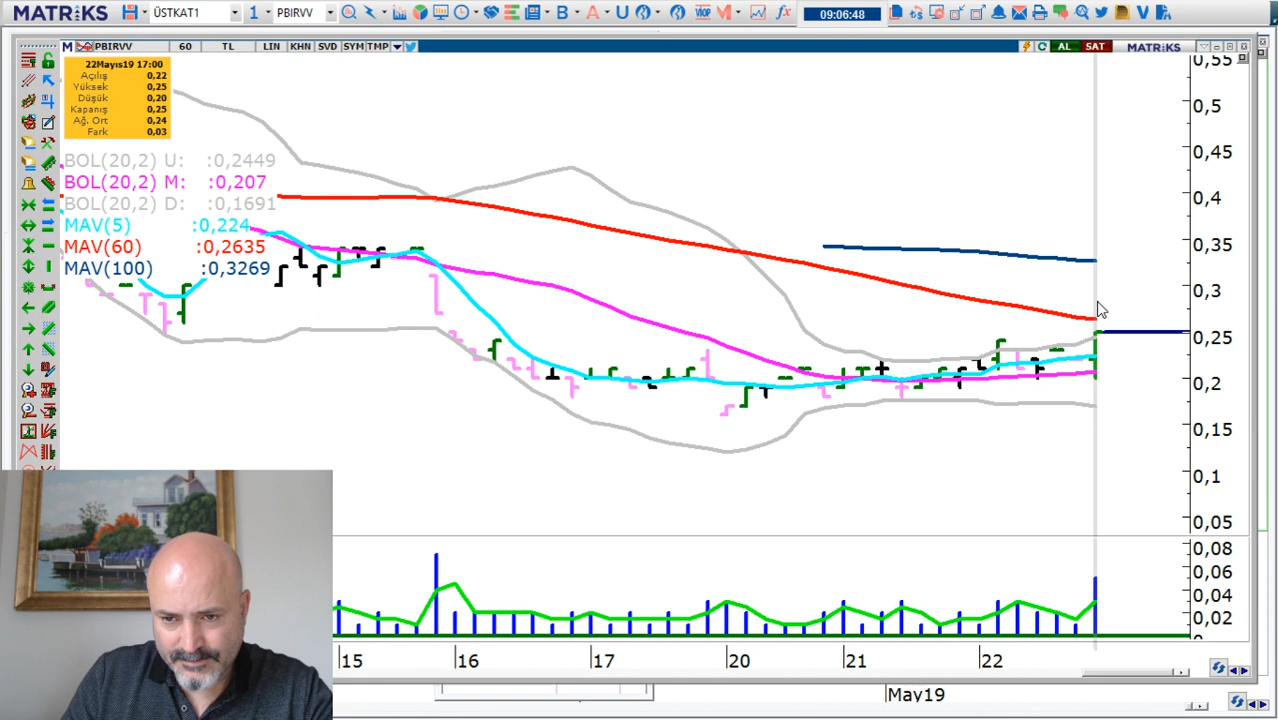 MATRIKS ÜSTKAT1 1 PBIRVV B A U fx 09:06:48
M PBIRVV 60 TL LIN KHN SVD SYM TMP AL SAT MATRIKS
22Mayıs19 17:00
Açılış 0,22
Yüksek 0,25
Düşük 0,20
Kapanış 0,25
Ağ. Ort 0,24
Fark 0,03
BOL(20,2) U: :0,2449
BOL(20,2) M: :0,207
BOL(20,2) D: :0,1691
MAV(5) :0,224
MAV(60) :0,2635
MAV(100) :0,3269
0,55
0,5
0,45
0,4
0,35
0,3
0,25
0,2
0,15
0,1
0,05
0,08
0,06
0,04
0,02
15 16 17 20 21 22
May19